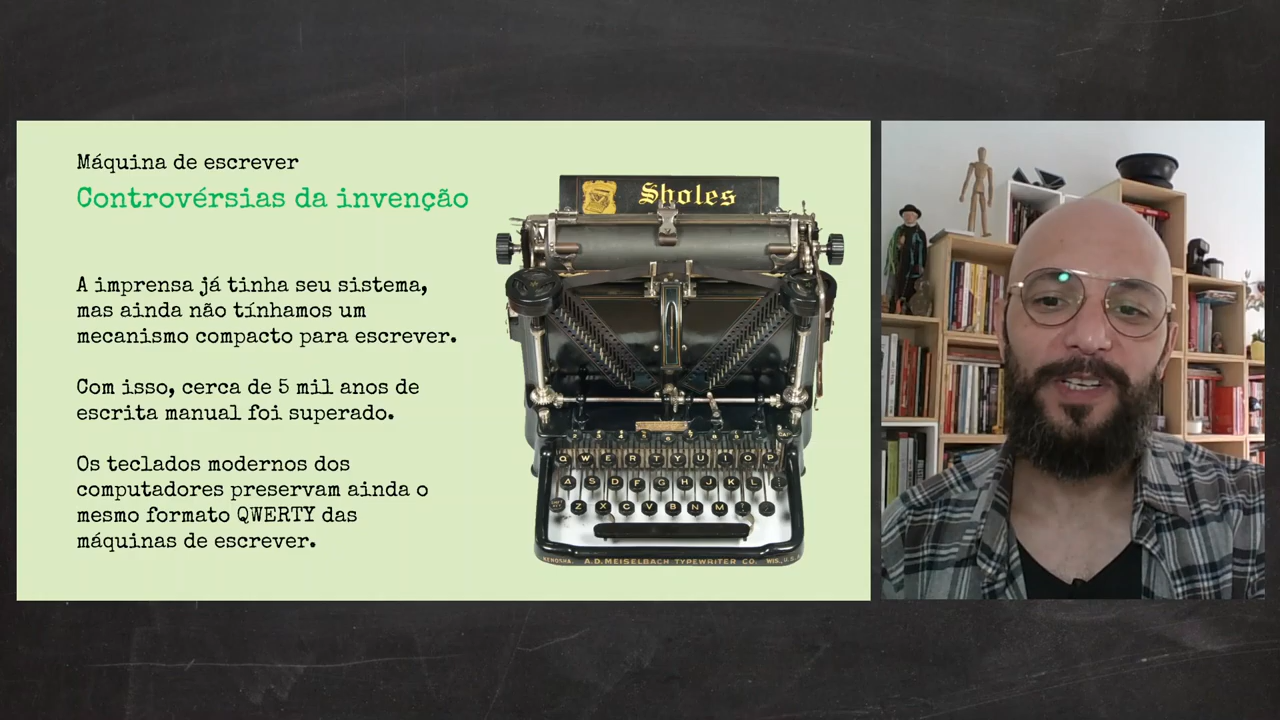 Máquina de escrever
Controvérsias da invenção
A imprensa já tinha seu sistema,
mas ainda não tínhamos um
mecanismo compacto para escrever.
Com isso, cerca de 5 mil anos de
escrita manual foi superado.
Os teclados modernos dos
computadores preservam ainda o
mesmo formato QWERTY das
máquinas de escrever.
Sholes
Q W E R T Y U I O P
A S D F G H J K L
Z X C V B N M
KENOSHA. A.D. MEISELBACH TYPEWRITER CO. WIS., U.S.A.